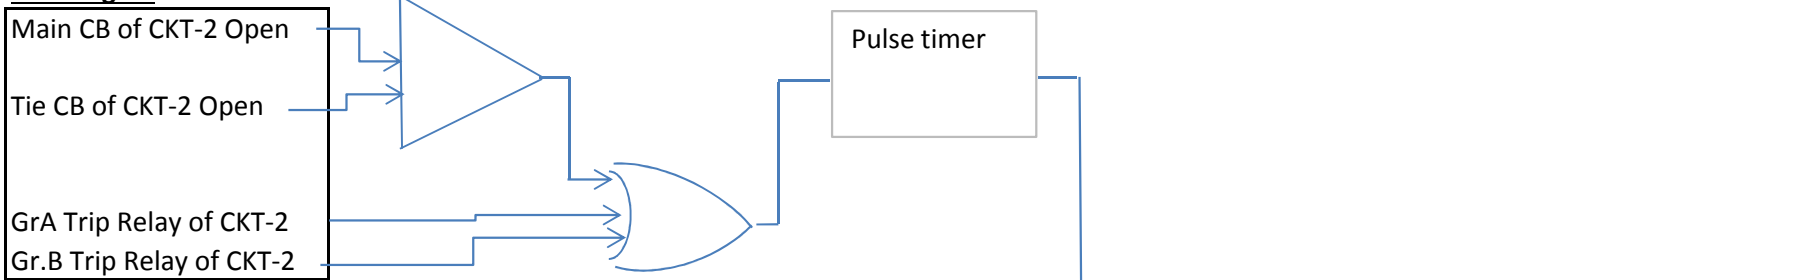 Main CB of CKT-2 Open
Pulse timer
Tie CB of CKT-2 Open
GrA Trip Relay of CKT-2
Gr.B Trip Relay of CKT-2